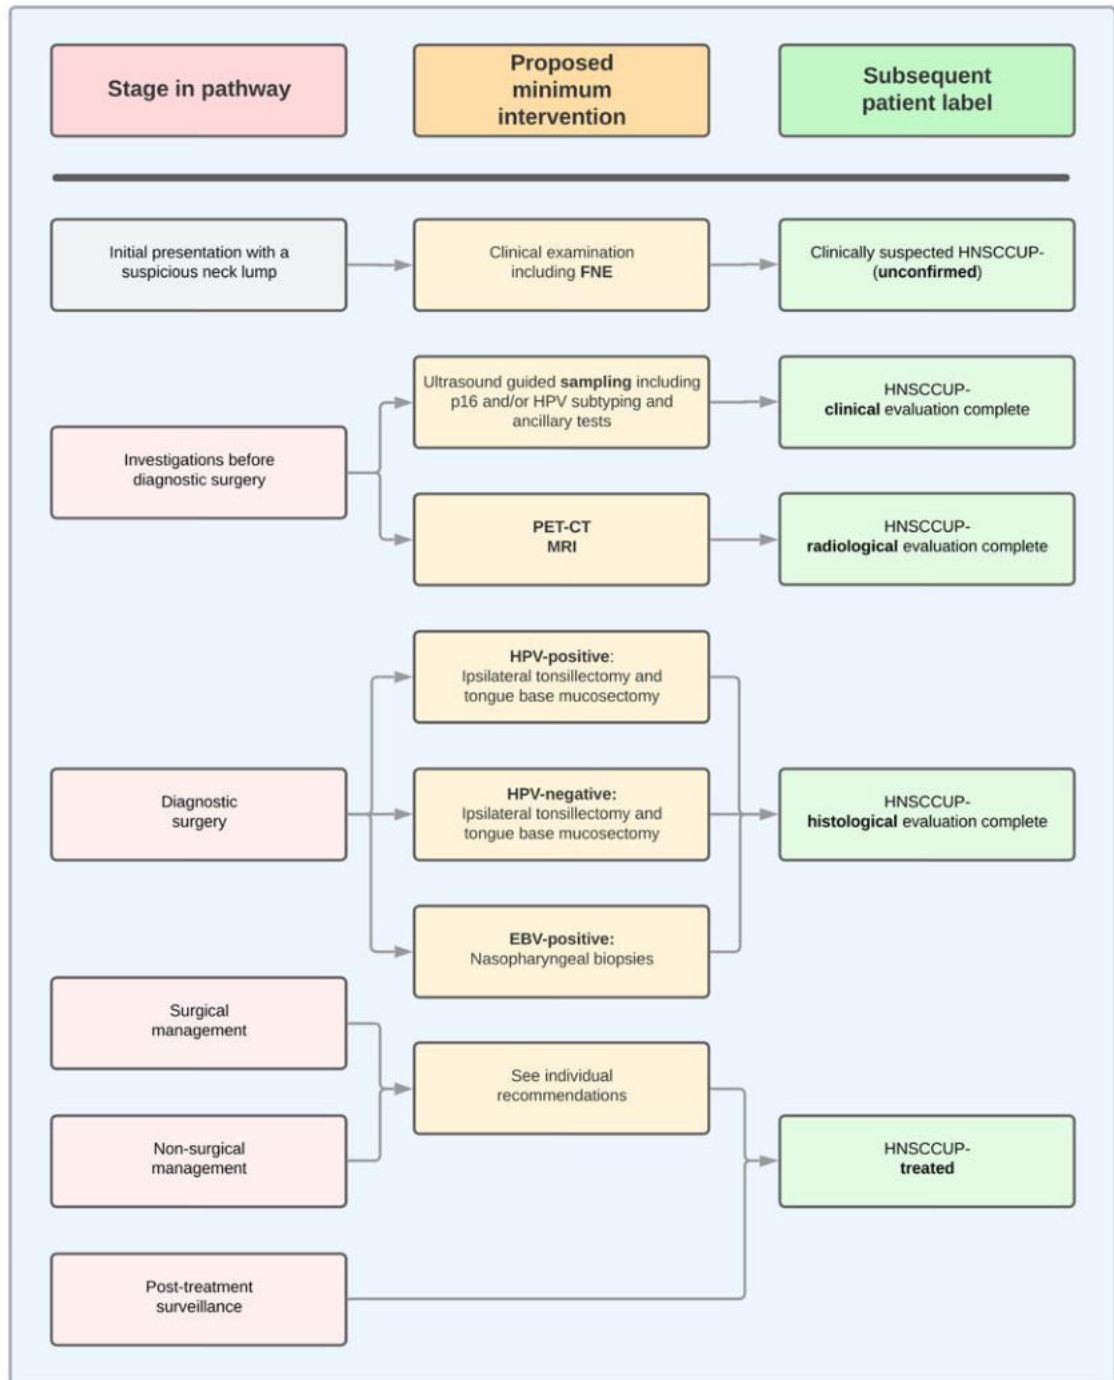 Stage in pathway
Proposed
minimum
intervention
Subsequent
patient label
Initial presentation with a
suspicious neck lump
Clinical examination
including FNE
Clinically suspected HNSCCUP-
(unconfirmed)
Investigations before
diagnostic surgery
Ultrasound guided sampling including
p16 and/or HPV subtyping and
ancillary tests
HNSCCUP-
clinical evaluation complete
PET-CT
MRI
HNSCCUP-
radiological evaluation complete
Diagnostic
surgery
HPV-positive:
Ipsilateral tonsillectomy and
tongue base mucosectomy
HPV-negative:
Ipsilateral tonsillectomy and
tongue base mucosectomy
EBV-positive:
Nasopharyngeal biopsies
HNSCCUP-
histological evaluation complete
Surgical
management
Non-surgical
management
See individual
recommendations
HNSCCUP-
treated
Post-treatment
surveillance